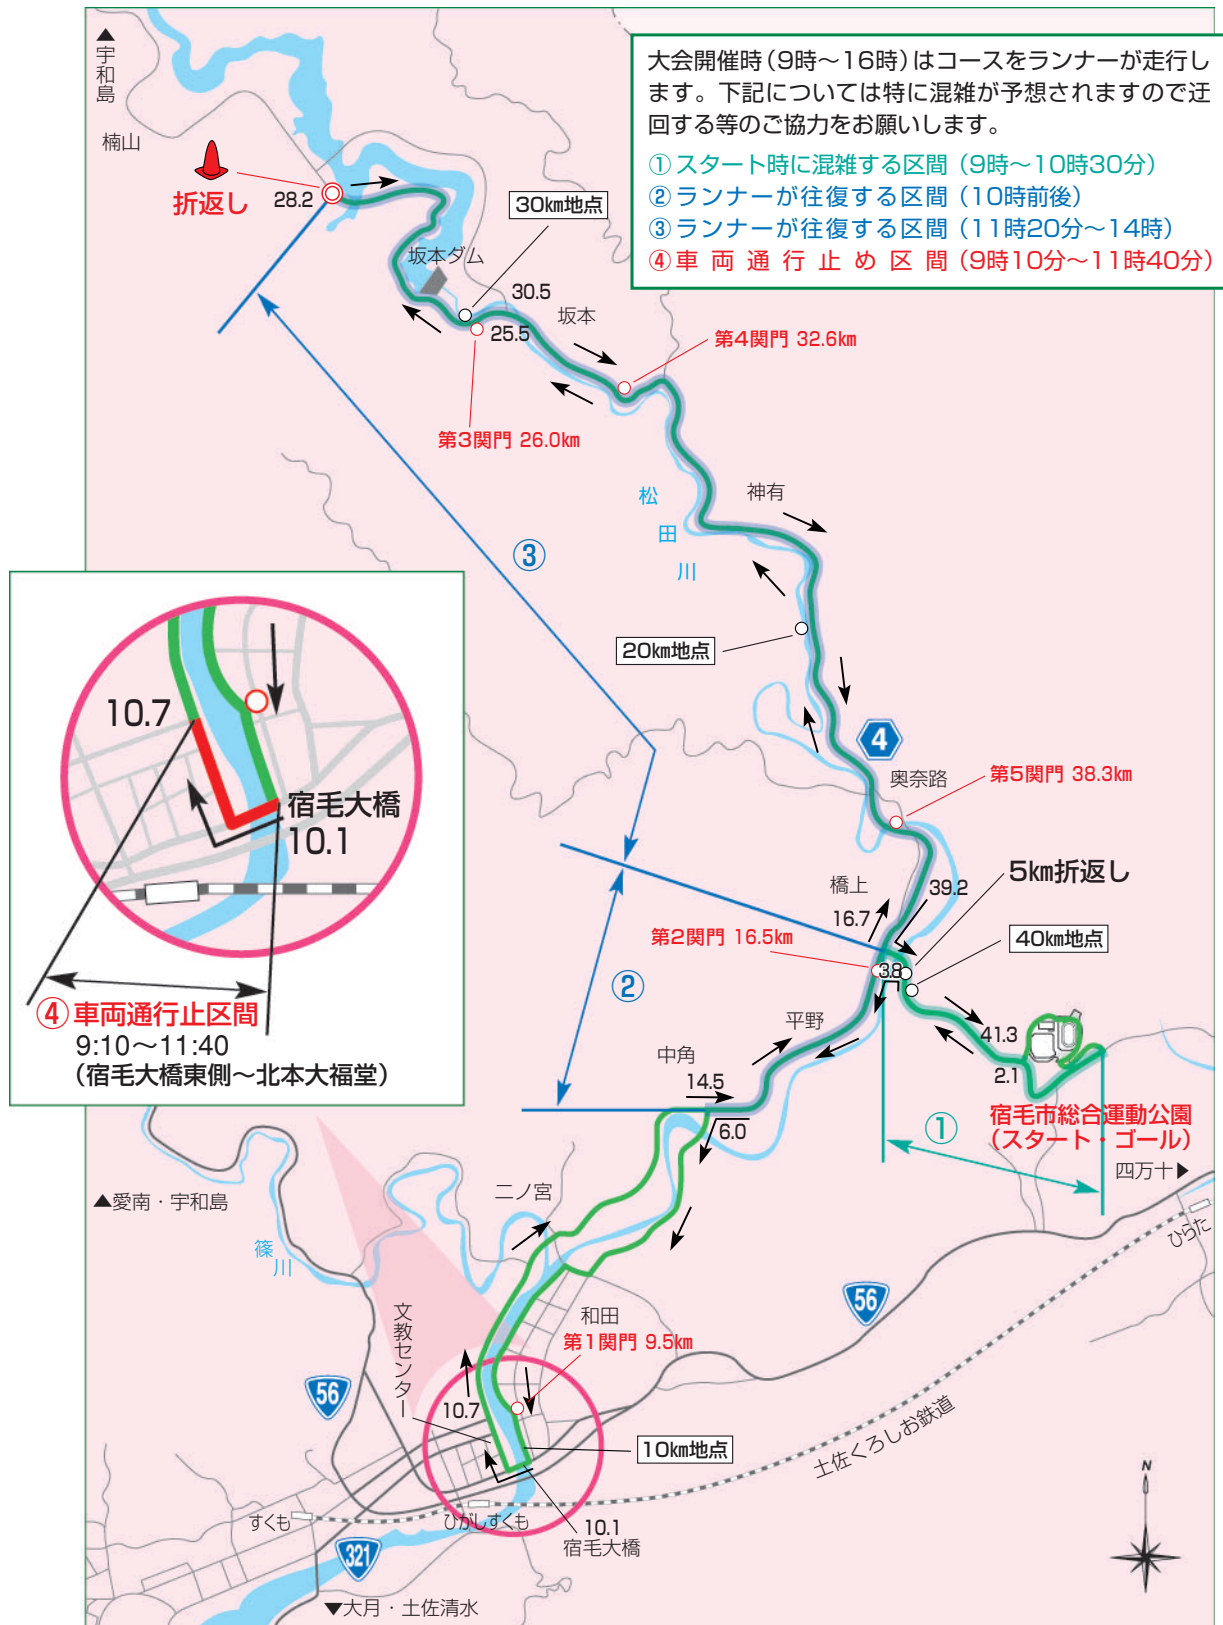 ▲宇和島
楠山
大会開催時（9時～16時）はコースをランナーが走行し
ます。下記については特に混雑が予想されますので迂
回する等のご協力をお願いします。
①スタート時に混雑する区間（9時～10時30分）
②ランナーが往復する区間（10時前後）
③ランナーが往復する区間（11時20分～14時）
④車両通行止め区間（9時10分～11時40分）
折返し
28.2
30km地点
坂本ダム
30.5
坂本
25.5
第4関門 32.6km
第3関門 26.0km
松田川
神有
③
20km地点
4
奥奈路
第5関門 38.3km
10.7
宿毛大橋
10.1
④車両通行止区間
9:10～11:40
（宿毛大橋東側～北本大福堂）
橋上
39.2
5km折返し
16.7
第2関門 16.5km
3.8
40km地点
②
平野
41.3
2.1
中角
14.5
6.0
①
宿毛市総合運動公園
（スタート・ゴール）
四万十▶
▲愛南・宇和島
二ノ宮
ひらた
篠川
56
和田
文教センター
第1関門 9.5km
56
10.7
10km地点
土佐くろしお鉄道
N
すくも
ひがしすくも
10.1
宿毛大橋
321
▼大月・土佐清水